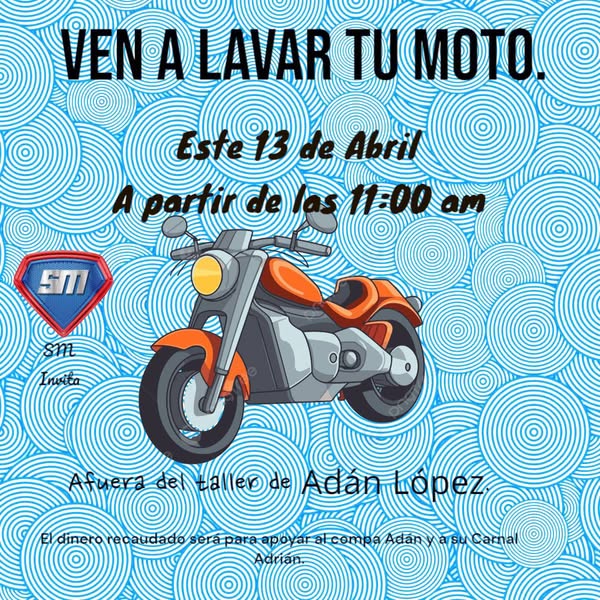 VEN A LAVAR TU MOTO.
Este 13 de Abril
A partir de las 11:00 am
SM
SM
Invita
Afuera del taller de Adán López.
El dinero recaudado será para apoyar al compa Adán y a su Carnal
Adrián.